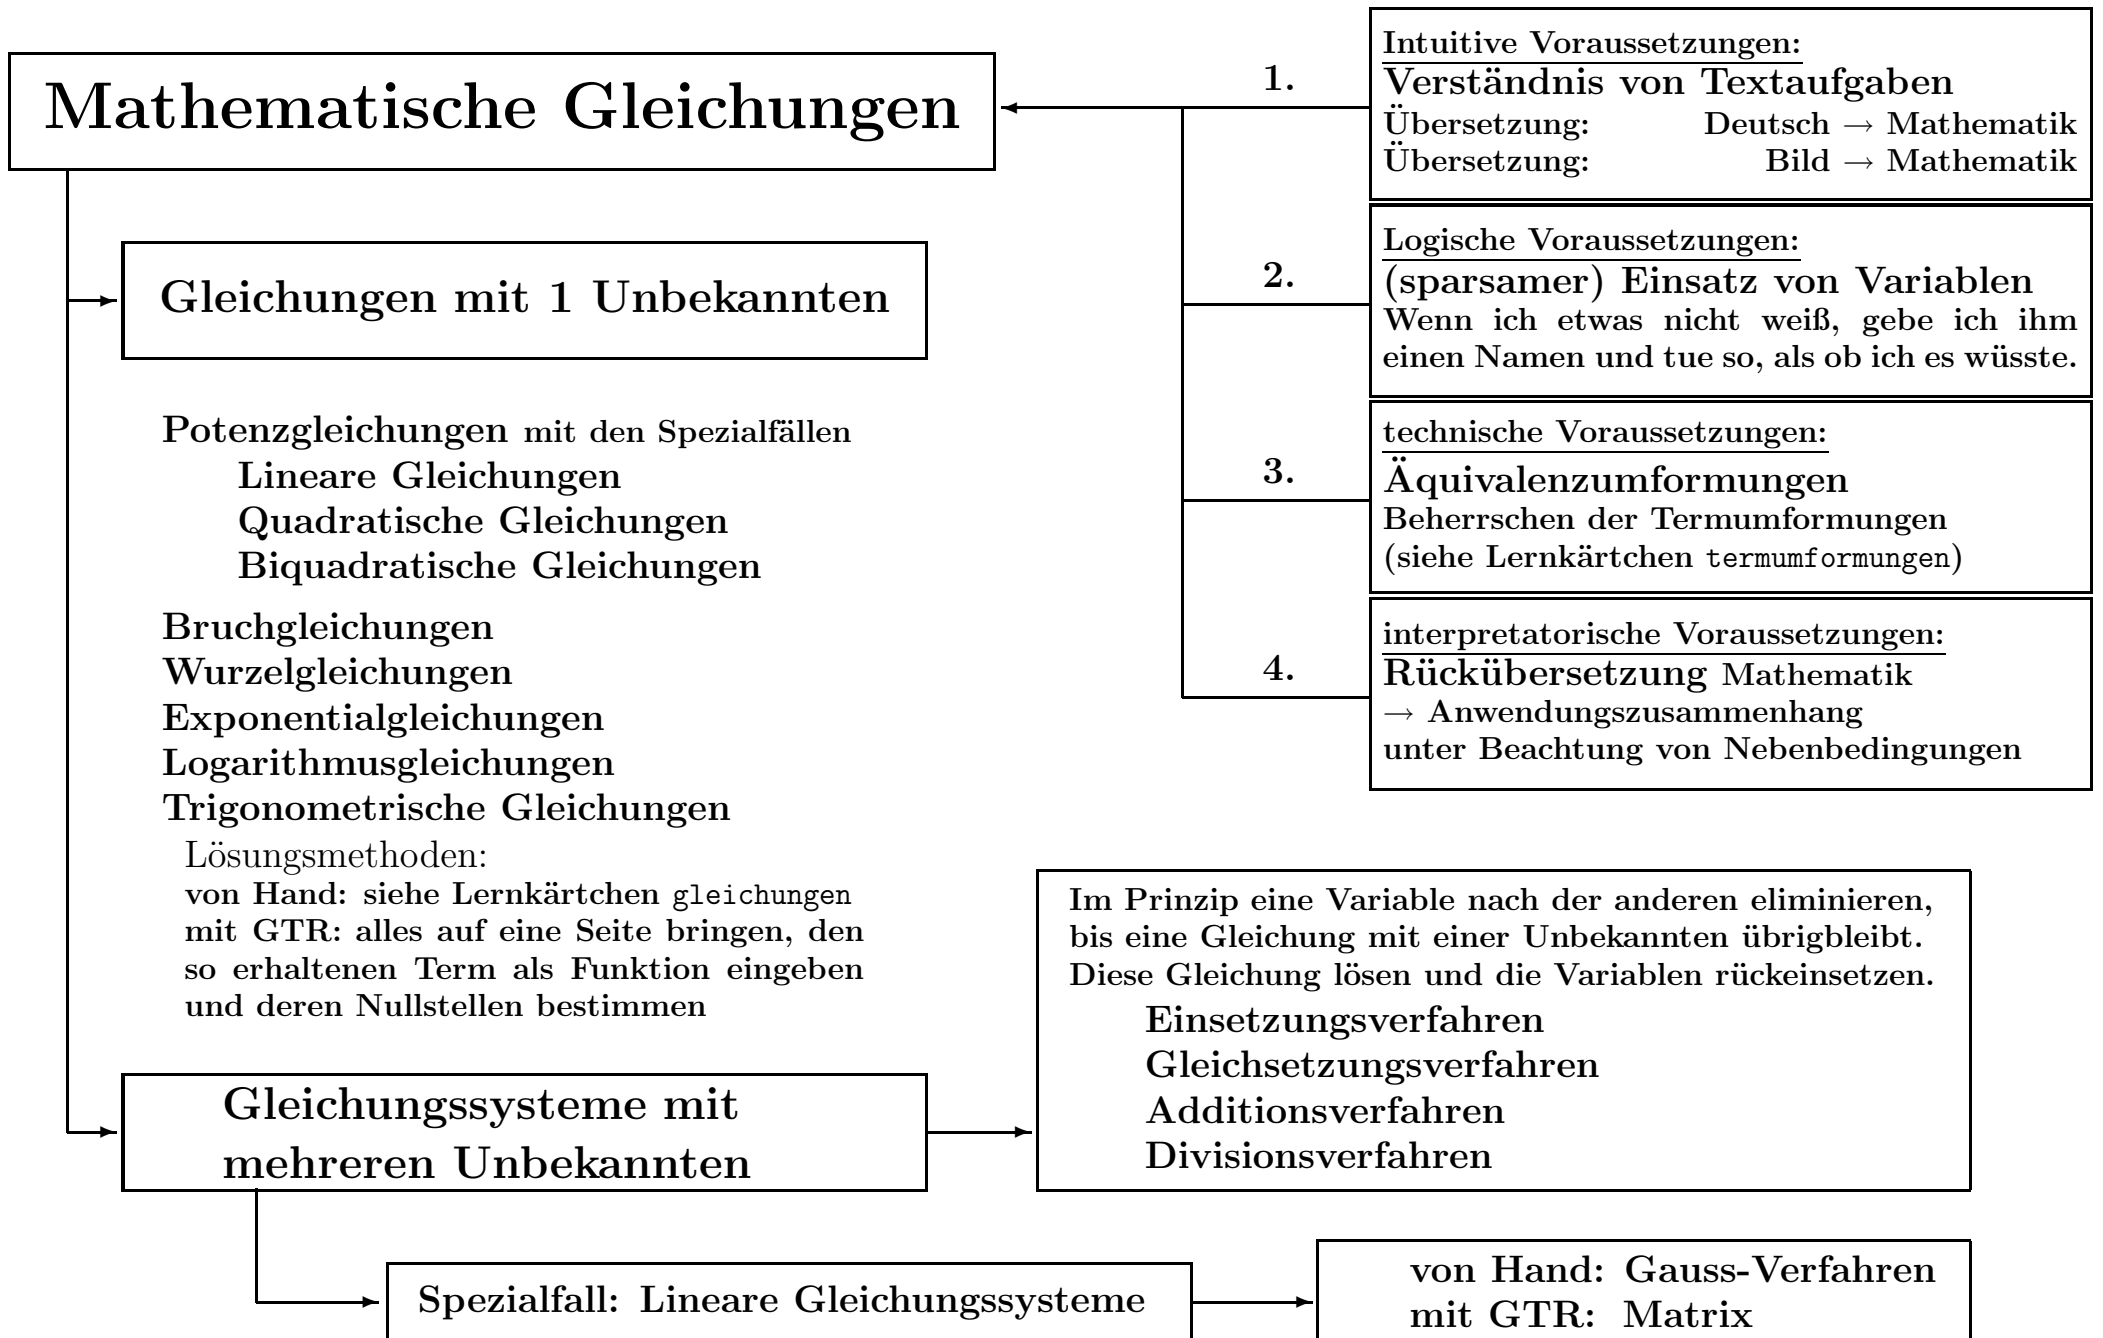 Mathematische Gleichungen
1.
Intuitive Voraussetzungen:
Verständnis von Textaufgaben
Übersetzung: Deutsch → Mathematik
Übersetzung: Bild → Mathematik
2.
Logische Voraussetzungen:
(sparsamer) Einsatz von Variablen
Wenn ich etwas nicht weiß, gebe ich ihm
einen Namen und tue so, als ob ich es wüsste.
3.
technische Voraussetzungen:
Äquivalenzumformungen
Beherrschen der Termumformungen
(siehe Lernkärtchen termumformungen)
4.
interpretatorische Voraussetzungen:
Rückübersetzung Mathematik
→ Anwendungszusammenhang
unter Beachtung von Nebenbedingungen
Gleichungen mit 1 Unbekannten
Potenzgleichungen mit den Spezialfällen
Lineare Gleichungen
Quadratische Gleichungen
Biquadratische Gleichungen
Bruchgleichungen
Wurzelgleichungen
Exponentialgleichungen
Logarithmusgleichungen
Trigonometrische Gleichungen
Lösungsmethoden:
von Hand: siehe Lernkärtchen gleichungen
mit GTR: alles auf eine Seite bringen, den
so erhaltenen Term als Funktion eingeben
und deren Nullstellen bestimmen
Gleichungssysteme mit
mehreren Unbekannten
Im Prinzip eine Variable nach der anderen eliminieren,
bis eine Gleichung mit einer Unbekannten übrigbleibt.
Diese Gleichung lösen und die Variablen rückeinsetzen.
Einsetzungsverfahren
Gleichsetzungsverfahren
Additionsverfahren
Divisionsverfahren
Spezialfall: Lineare Gleichungssysteme
von Hand: Gauss-Verfahren
mit GTR: Matrix